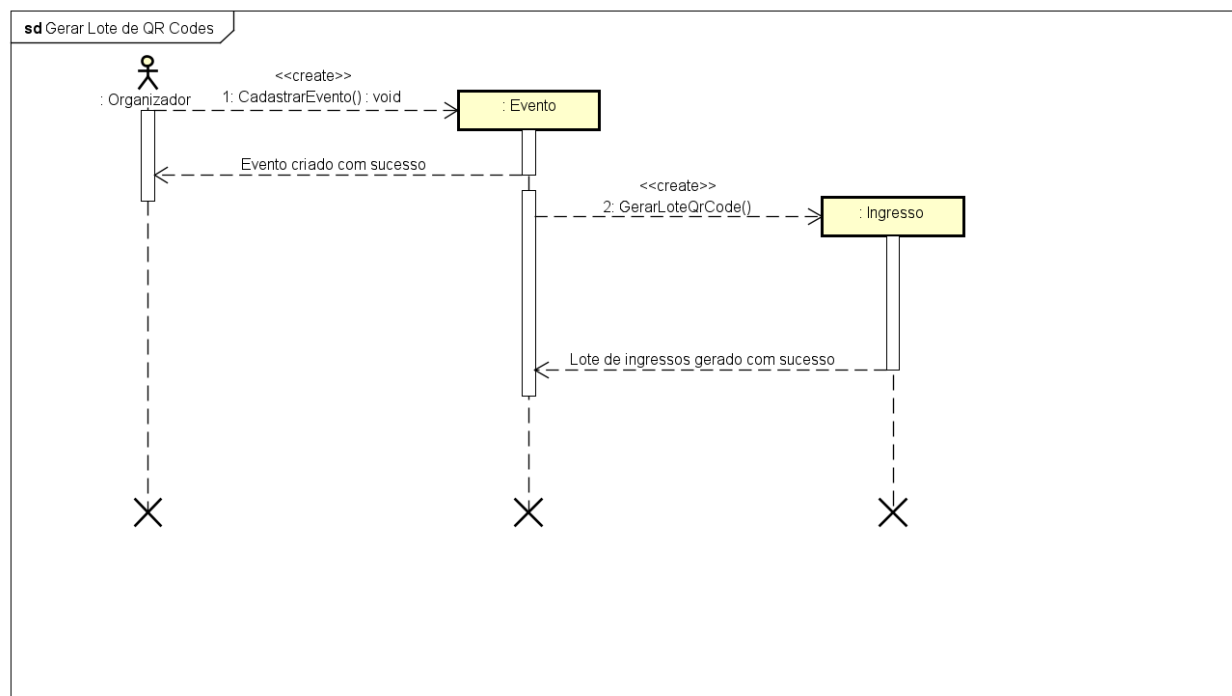 sd Gerar Lote de QR Codes
<<create>>
: Organizador
1: CadastrarEvento() : void
: Evento
Evento criado com sucesso
<<create>>
2: GerarLoteQrCode()
: Ingresso
Lote de ingressos gerado com sucesso